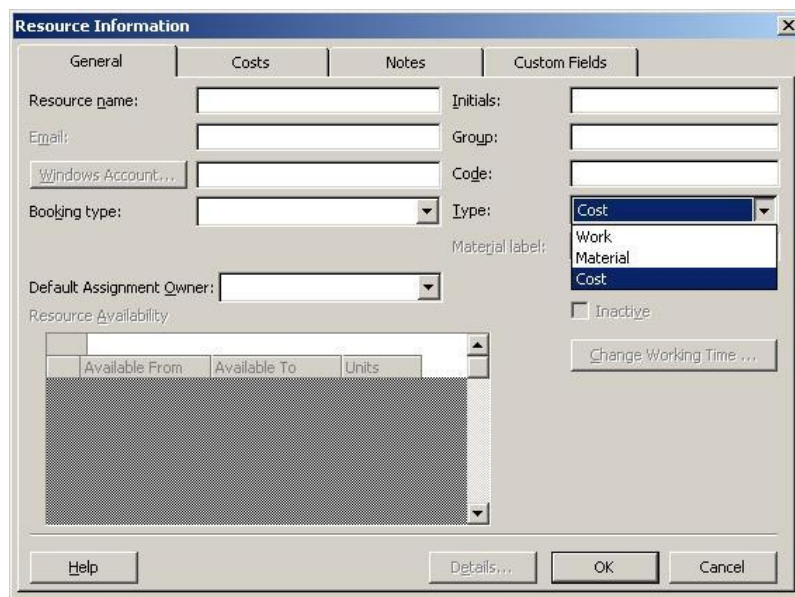 Resource Information
General Costs Notes Custom Fields
Resource name: Initials:
Email: Group:
Windows Account... Code:
Booking type: Type: Cost
Work
Material label: Material
Default Assignment Owner: Cost
Resource Availability Inactive
Change Working Time ...
Available From Available To Units
Help Details... OK Cancel